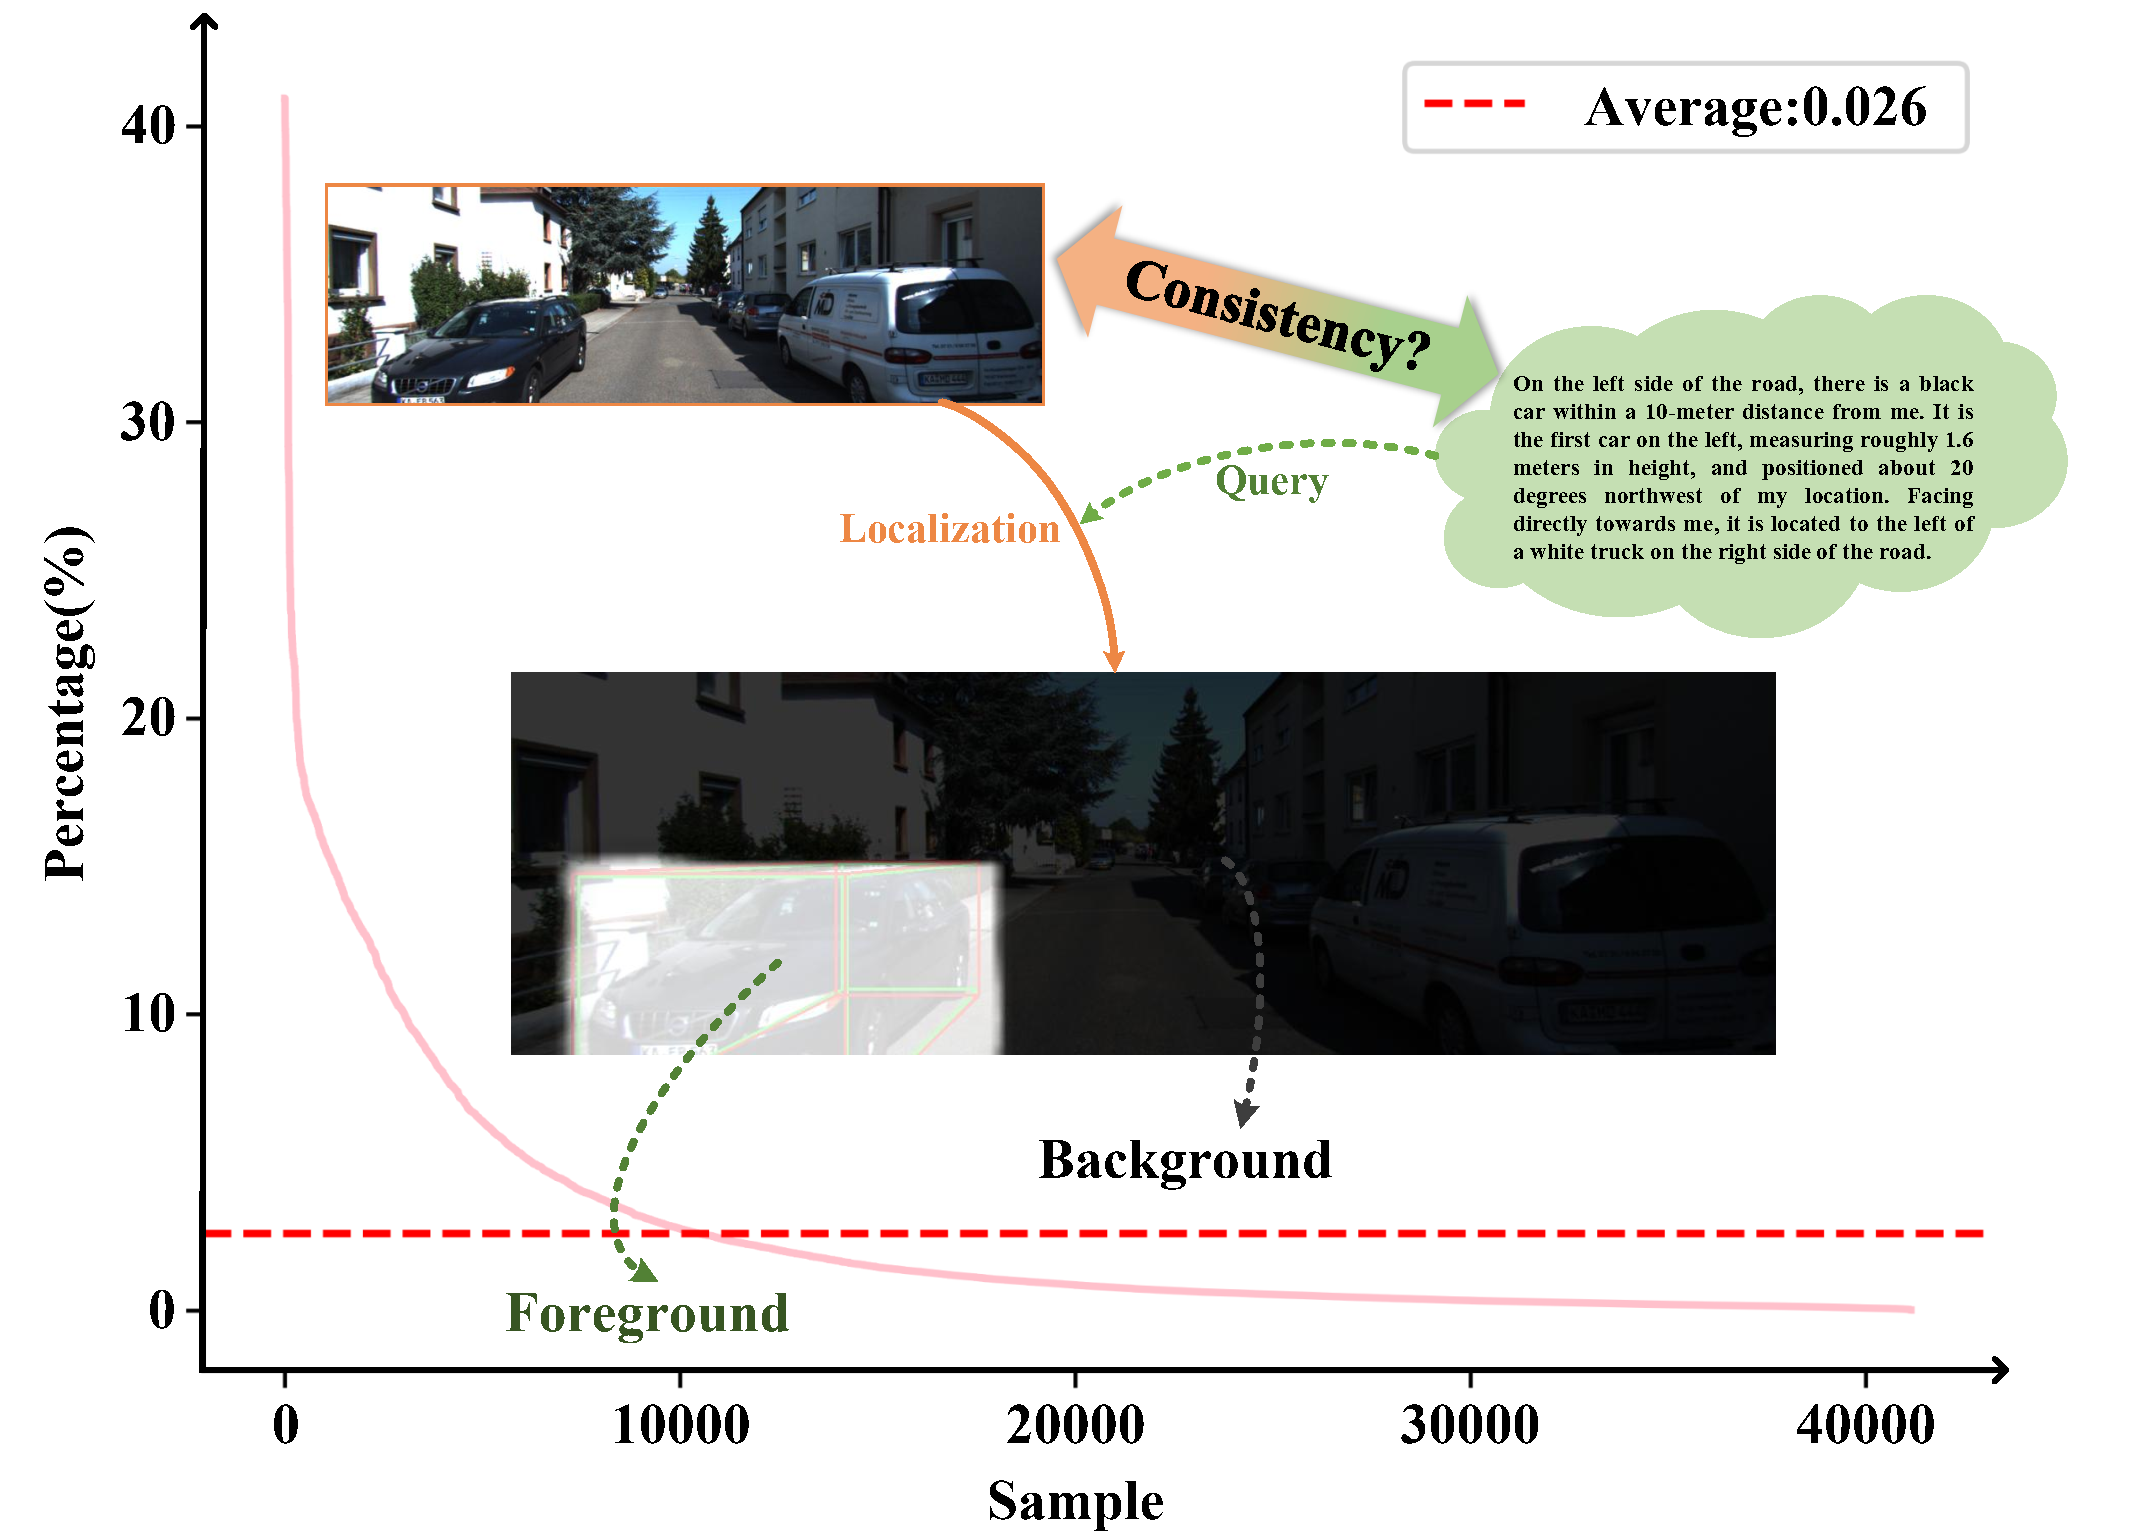 Average:0.026
40
30
20
10
0
Percentage(%)
Consistency?
On the left side of the road, there is a black
car within a 10-meter distance from me. It is
the first car on the left, measuring roughly 1.6
meters in height, and positioned about 20
degrees northwest of my location. Facing
directly towards me, it is located to the left of
a white truck on the right side of the road.
Query
Localization
Background
Foreground
0
10000
20000
30000
40000
Sample